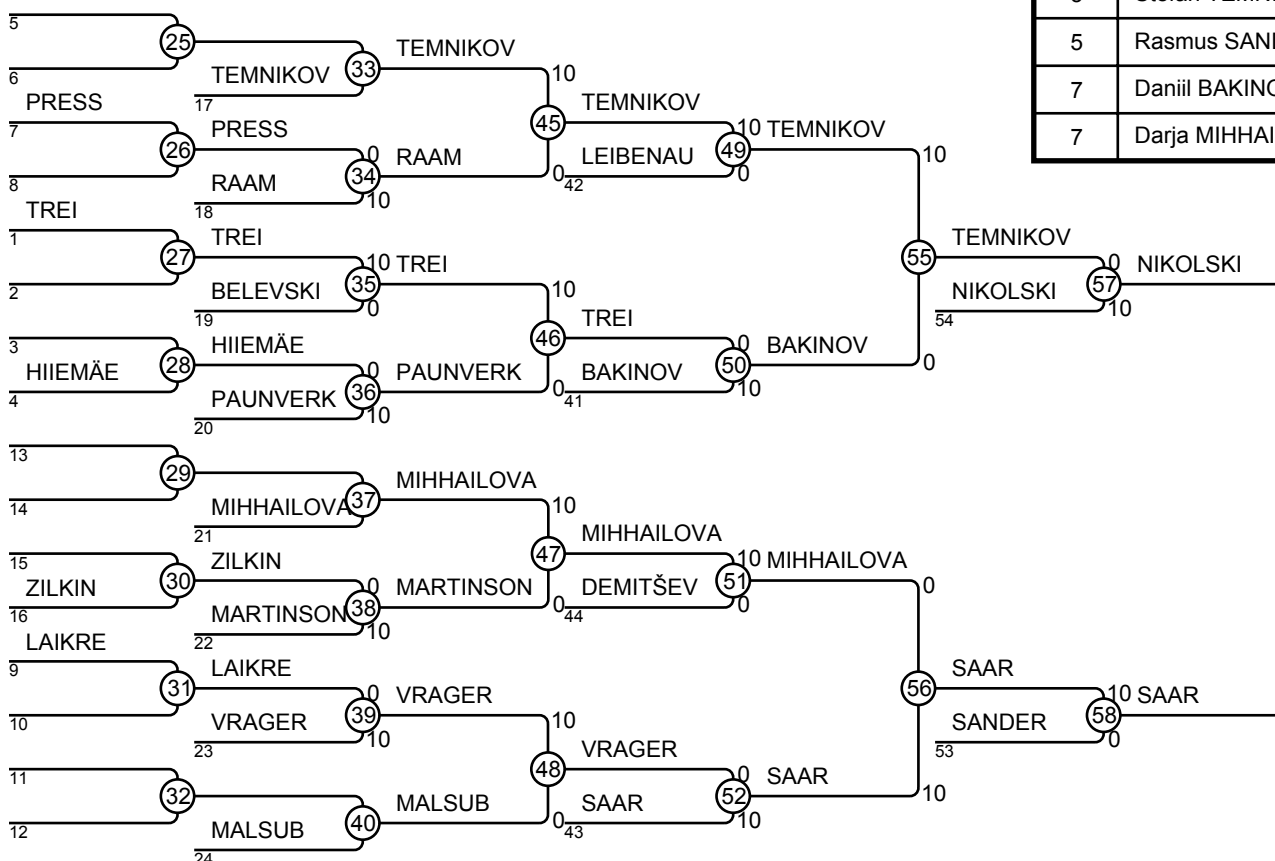 5
25
6
TEMNIKOV
17
33
TEMNIKOV
10
PRESS
7
26
8
PRESS
0
RAAM
18
34
10
RAAM
0
45
TEMNIKOV
10
LEIBENAU
42
49
0
TEMNIKOV
10
TREI
1
27
2
TREI
10
BELEVSKI
19
35
0
TREI
10
3
HIIEMÄE
28
4
HIIEMÄE
0
PAUNVERK
20
36
10
PAUNVERK
0
46
TREI
0
BAKINOV
41
50
10
BAKINOV
0
55
TEMNIKOV
0
NIKOLSKI
54
57
10
NIKOLSKI
13
29
14
MIHHAILOVA
21
37
MIHHAILOVA
10
15
ZILKIN
30
16
ZILKIN
0
MARTINSON
22
38
10
MARTINSON
0
47
MIHHAILOVA
10
DEMITŠEV
44
51
0
MIHHAILOVA
0
LAIKRE
9
31
10
LAIKRE
0
VRAGER
23
39
10
VRAGER
10
11
32
12
MALSUB
24
40
MALSUB
0
48
VRAGER
0
SAAR
43
52
10
SAAR
10
56
SAAR
10
SANDER
53
58
0
SAAR
5
7 Daniil
7 Darja
Rasmus